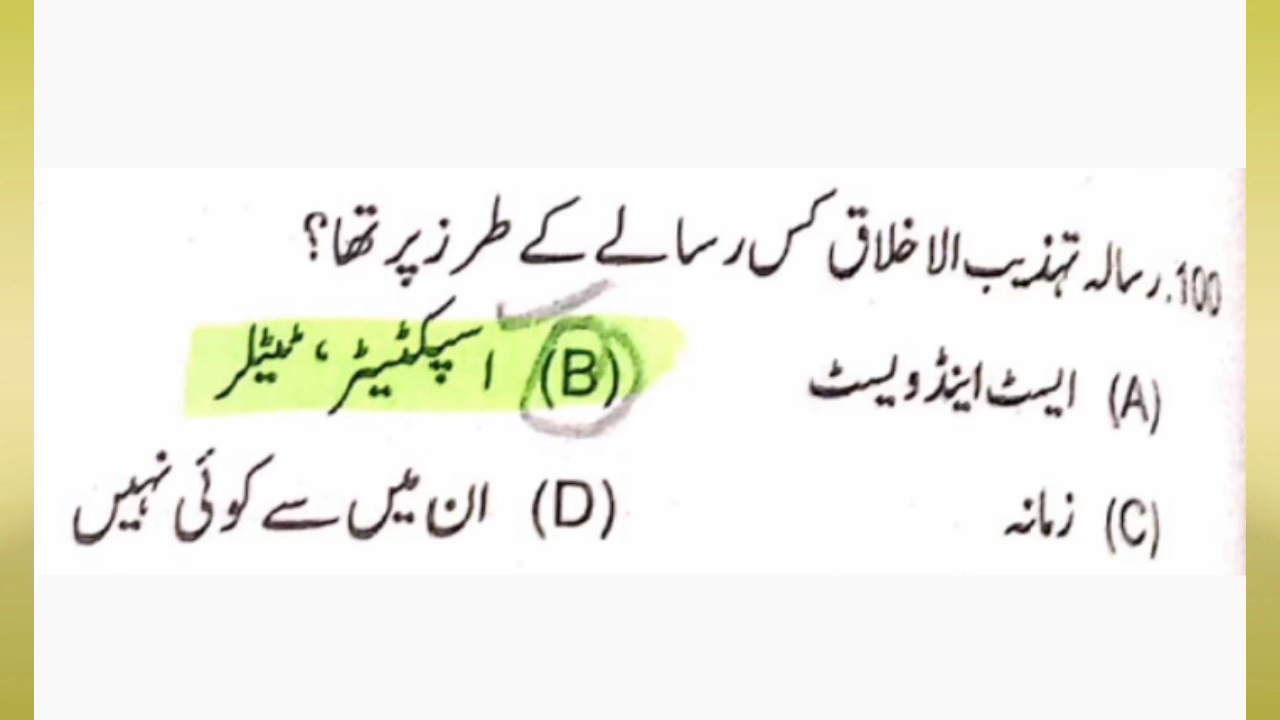 100. رسالہ تہذیب الاخلاق کس رسالے کے طرز پر تھا؟
(A) ایسٹ اینڈ ویسٹ (B) اسپکٹیٹر، ٹیٹلر
(C) زمانہ (D) ان میں سے کوئی نہیں